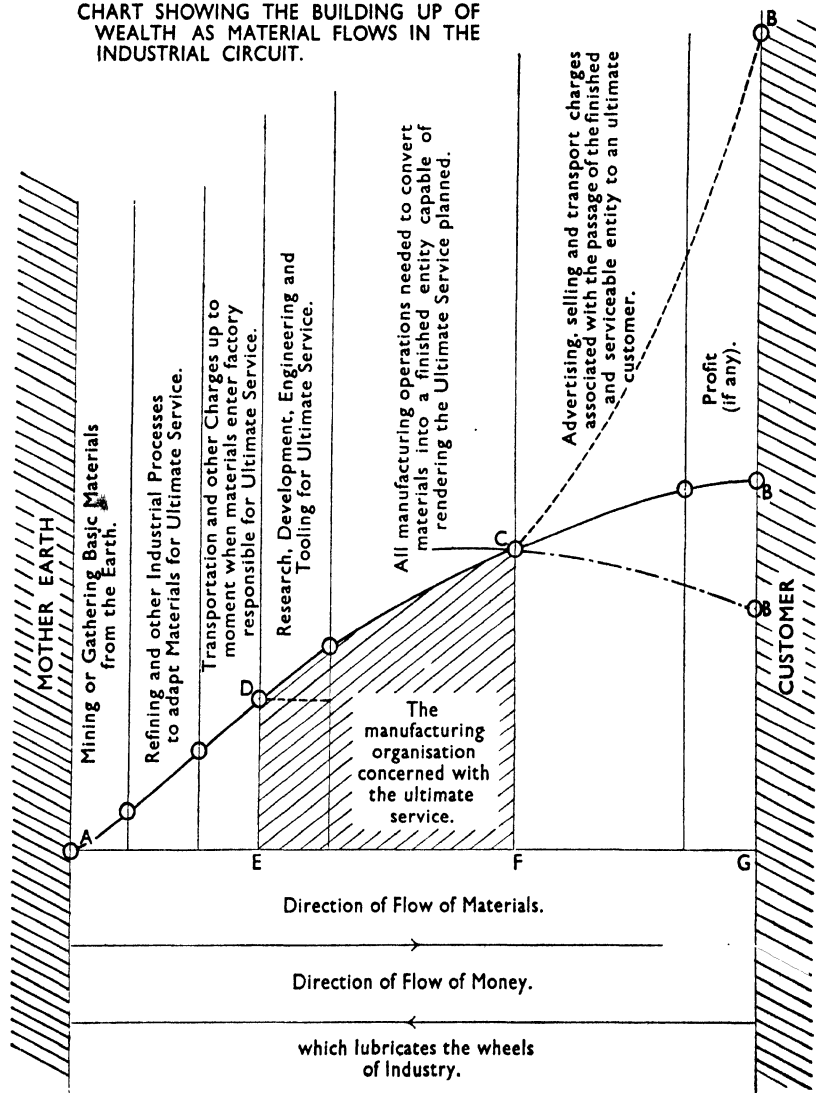 CHART SHOWING THE BUILDING UP OF
WEALTH AS MATERIAL FLOWS IN THE
INDUSTRIAL CIRCUIT.
MOTHER EARTH
Mining or Gathering Basic Materials
from the Earth.
Refining and other Industrial Processes
to adapt Materials for Ultimate Service.
Transportation and other Charges up to
moment when materials enter factory
responsible for Ultimate Service.
Research, Development, Engineering and
Tooling for Ultimate Service.
All manufacturing operations needed to convert
materials into a finished entity capable of
rendering the Ultimate Service planned.
Advertising, selling and transport charges
associated with the passage of the finished
and serviceable entity to an ultimate
customer.
Profit
(if any).
CUSTOMER
B
B
B
C
D
A
The
manufacturing
organisation
concerned with
the ultimate
service.
E
F
G
Direction of Flow of Materials.
Direction of Flow of Money.
which lubricates the wheels
of Industry.